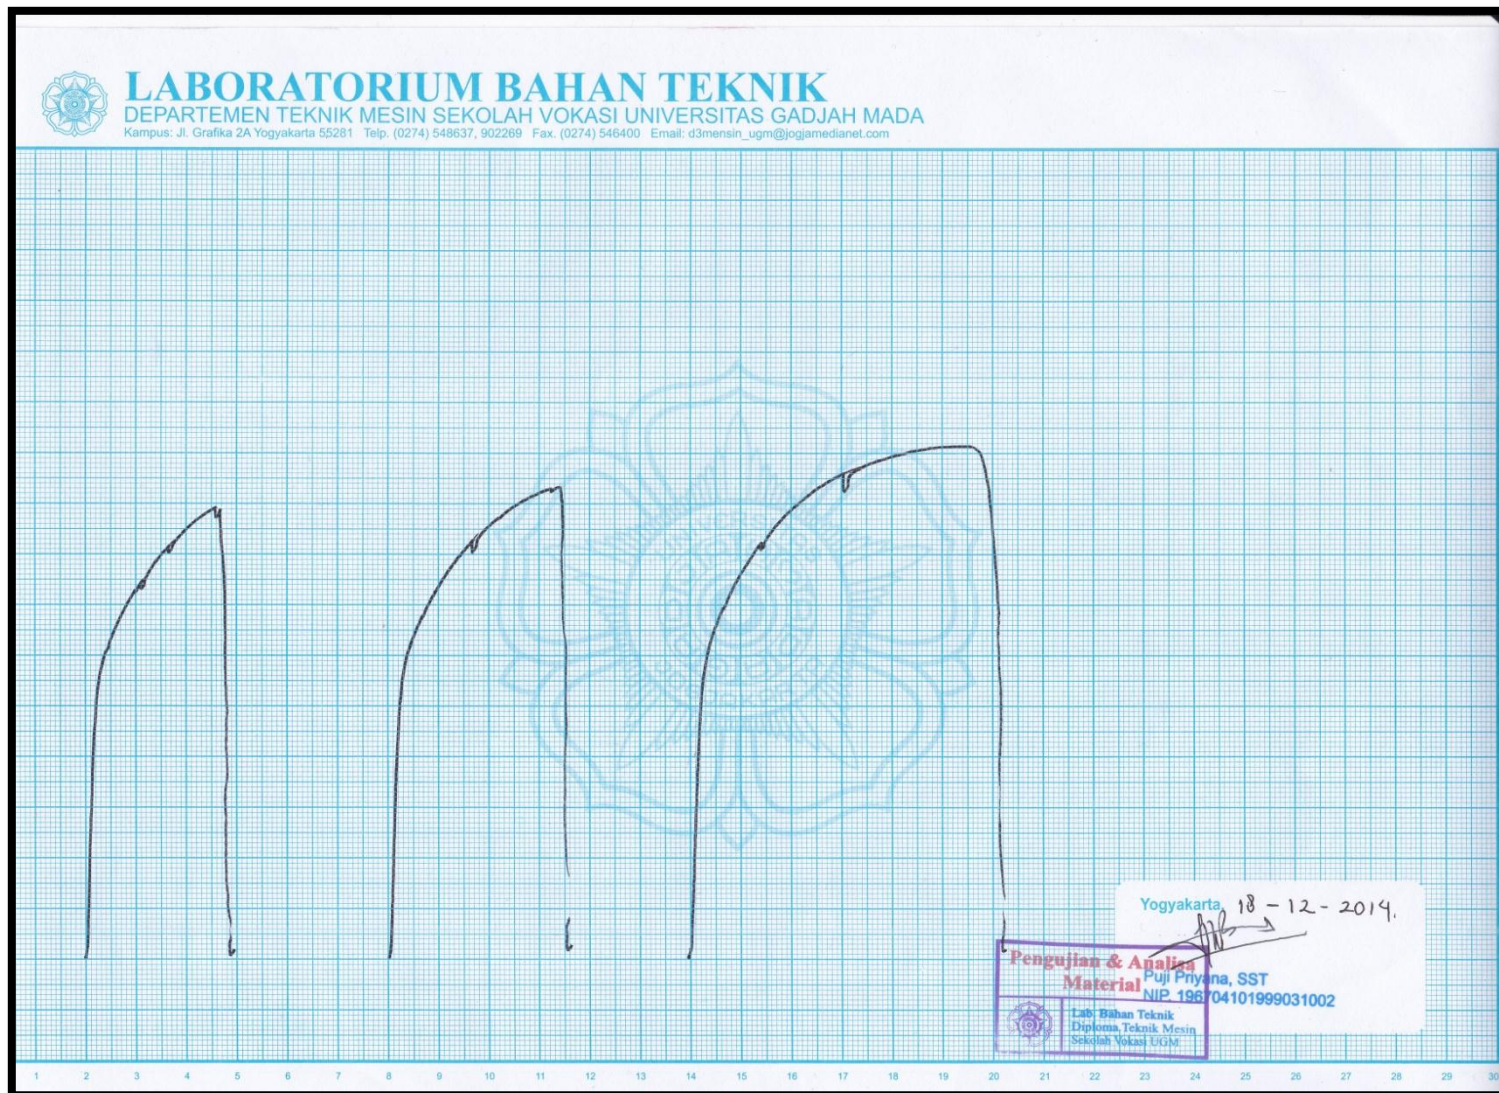 LABORATORIUM BAHAN TEKNIK
DEPARTEMEN TEKNIK MESIN SEKOLAH VOKASI UNIVERSITAS GADJAH MADA
Kampus: Jl. Grafika 2A Yogyakarta 55281 Telp. (0274) 548637, 902269 Fax. (0274) 546400 Email: d3mensin_ugm@jogjamedianet.com
UNIVERSITAS
Yogyakarta, 18 - 12 - 2014.
Pengujian & Analisa
Material
Puji Priyana, SST
NIP. 196704101999031002
Lab. Bahan Teknik
Diploma Teknik Mesin
Sekolah Vokasi UGM
1 2 3 4 5 6 7 8 9 10 11 12 13 14 15 16 17 18 19 20 21 22 23 24 25 26 27 28 29 30